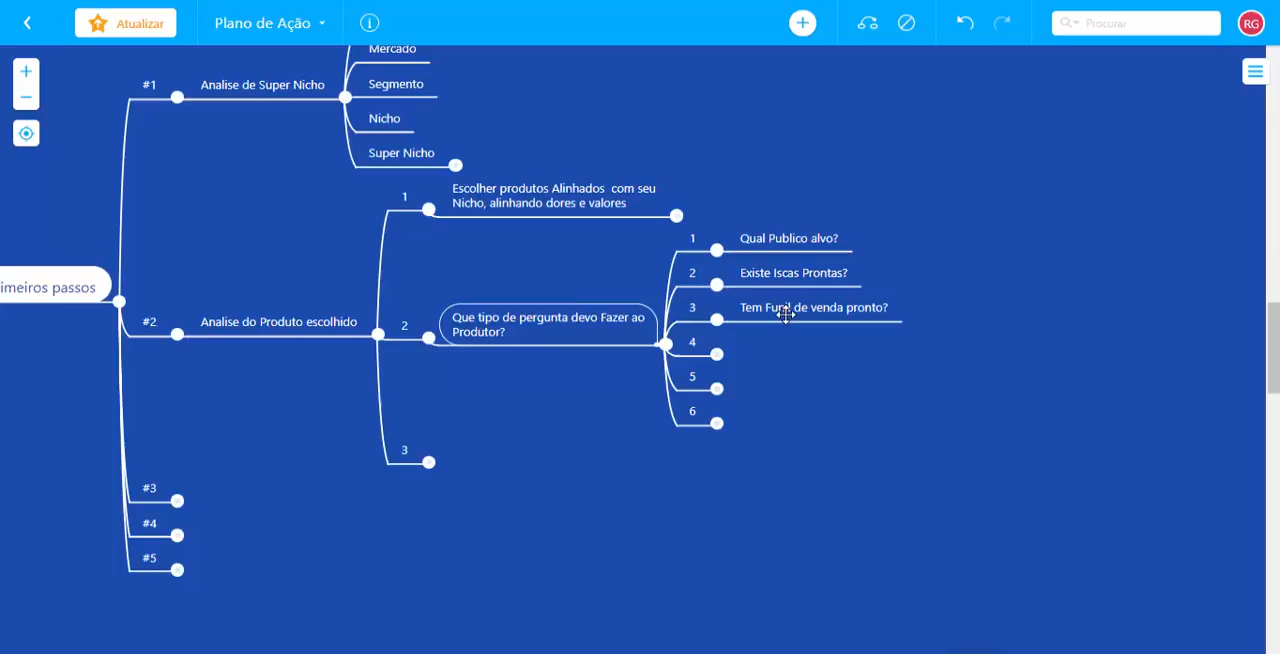 Atualizar
Plano de Ação
Procurar
RG
Mercado
#1
Analise de Super Nicho
Segmento
Nicho
Super Nicho
1
Escolher produtos Alinhados com seu
Nicho, alinhando dores e valores
1
Qual Publico alvo?
2
Existe Iscas Prontas?
imeiros passos
#2
Analise do Produto escolhido
2
Que tipo de pergunta devo Fazer ao
Produtor?
3
Tem Funil de venda pronto?
4
5
6
3
#3
#4
#5